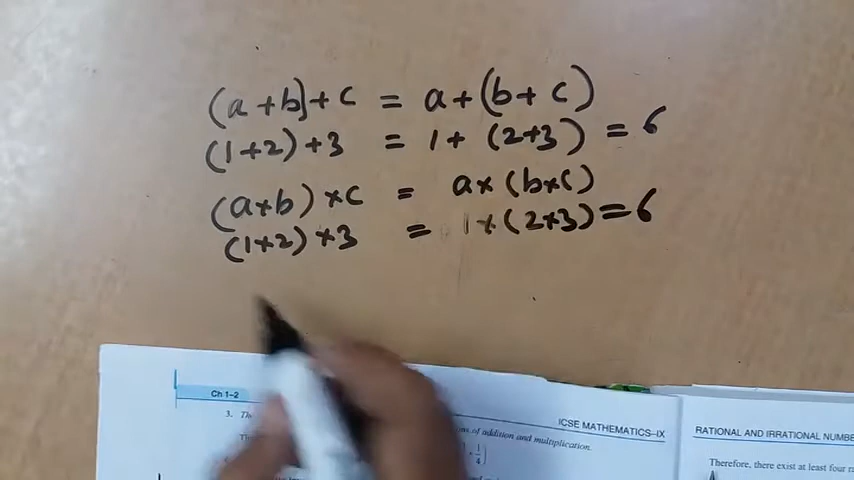 (a+b)+c = a+(b+c)
(1+2)+3 = 1+(2+3) = 6
(a×b)×c = a×(b×c)
(1×2)×3 = 1×(2×3) = 6
Ch 1-2
ICSE MATHEMATICS-IX
3.
of addition and multiplication.
RATIONAL AND IRRATIONAL
Therefore, there exist at least four